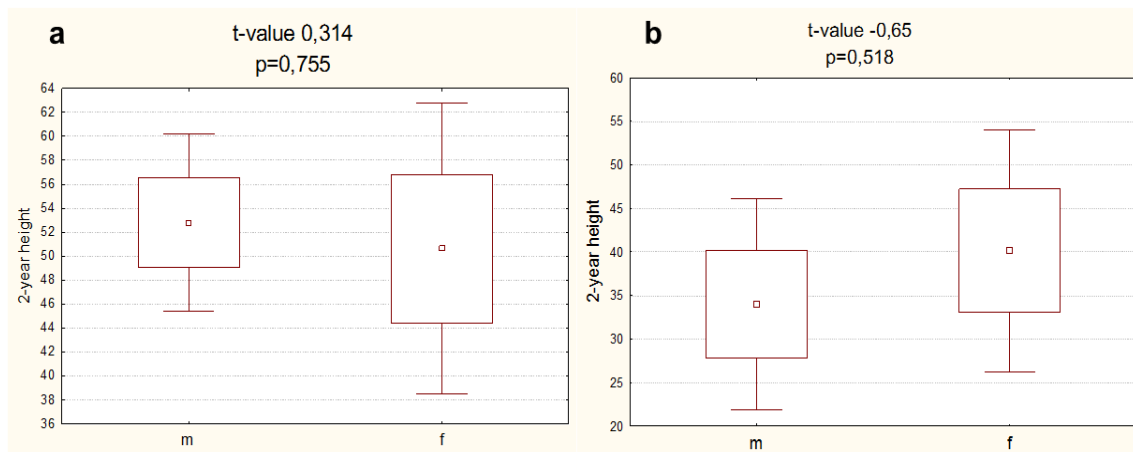 a
t-value 0,314
p=0,755
2-year height
64
62
60
58
56
54
52
50
48
46
44
42
40
38
36
m
f
b
t-value -0,65
p=0,518
2-year height
60
55
50
45
40
35
30
25
20
m
f